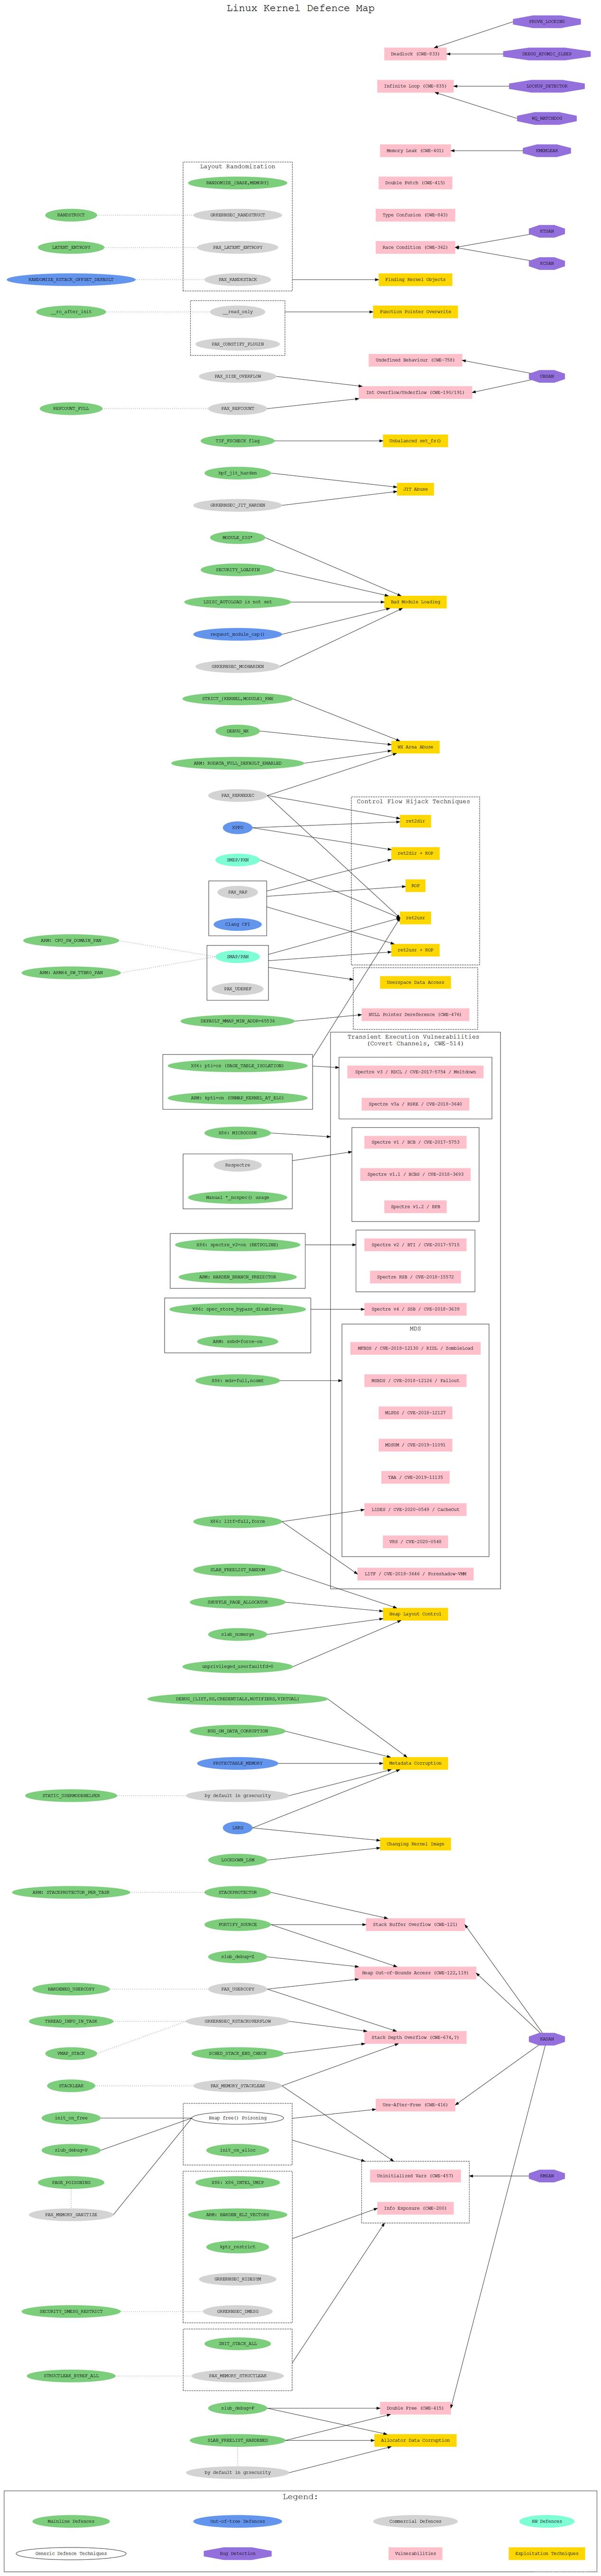 Linux Kernel Defence Map
PROVE_LOCKING
Deadlock (CWE-833)
DEBUG_ATOMIC_SLEEP
Infinite Loop (CWE-835)
LOCKUP_DETECTOR
WQ_WATCHDOG
Memory Leak (CWE-401)
KMEMLEAK
Layout Randomization
RANDOMIZE_{BASE,MEMORY}
Double Fetch (CWE-415)
RANDSTRUCT
GRKERNSEC_RANDSTRUCT
Type Confusion (CWE-843)
LATENT_ENTROPY
PAX_LATENT_ENTROPY
Race Condition (CWE-362)
KTSAN
KCSAN
RANDOMIZE_KSTACK_OFFSET_DEFAULT
PAX_RANDKSTACK
Finding Kernel Objects
__ro_after_init
__read_only
Function Pointer Overwrite
PAX_CONSTIFY_PLUGIN
Undefined Behaviour (CWE-758)
PAX_SIZE_OVERFLOW
UBSAN
Int Overflow/Underflow (CWE-190/191)
REFCOUNT_FULL
PAX_REFCOUNT
TIF_FSCHECK flag
Unbalanced set_fs()
bpf_jit_harden
JIT Abuse
GRKERNSEC_JIT_HARDEN
MODULE_SIG*
SECURITY_LOADPIN
LDISC_AUTOLOAD is not set
Bad Module Loading
request_module_cap()
GRKERNSEC_MODHARDEN
STRICT_{KERNEL,MODULE}_RWX
DEBUG_WX
WX Area Abuse
ARM: RODATA_FULL_DEFAULT_ENABLED
PAX_KERNEXEC
Control Flow Hijack Techniques
ret2dir
XPFO
ret2dir + ROP
SMEP/PXN
ROP
PAX_RAP
ret2usr
Clang CFI
ARM: CPU_SW_DOMAIN_PAN
ret2usr + ROP
SMAP/PAN
ARM: ARM64_SW_TTBR0_PAN
Userspace Data Access
PAX_UDEREF
NULL Pointer Dereference (CWE-476)
DEFAULT_MMAP_MIN_ADDR=65536
Transient Execution Vulnerabilities
(Covert Channels, CWE-514)
X86: pti=on (PAGE_TABLE_ISOLATION)
Spectre v3 / RDCL / CVE-2017-5754 / Meltdown
ARM: kpti=on (UNMAP_KERNEL_AT_EL0)
Spectre v3a / RSRE / CVE-2018-3640
X86: MICROCODE
Spectre v1 / BCB / CVE-2017-5753
Respectre
Spectre v1.1 / BCBS / CVE-2018-3693
Manual *_nospec() usage
Spectre v1.2 / RPB
X86: spectre_v2=on (RETPOLINE)
Spectre v2 / BTI / CVE-2017-5715
ARM: HARDEN_BRANCH_PREDICTOR
Spectre RSB / CVE-2018-15572
X86: spec_store_bypass_disable=on
Spectre v4 / SSB / CVE-2018-3639
ARM: ssbd=force-on
MDS
MFBDS / CVE-2018-12130 / RIDL / ZombieLoad
X86: mds=full,nosmt
MSBDS / CVE-2018-12126 / Fallout
MLPDS / CVE-2018-12127
MDSUM / CVE-2019-11091
TAA / CVE-2019-11135
L1DES / CVE-2020-0549 / CacheOut
X86: l1tf=full,force
VRS / CVE-2020-0548
SLAB_FREELIST_RANDOM
L1TF / CVE-2018-3646 / Foreshadow-VMM
SHUFFLE_PAGE_ALLOCATOR
Heap Layout Control
slub_nomerge
unprivileged_userfaultfd=0
DEBUG_{LIST,SG,CREDENTIALS,NOTIFIERS,VIRTUAL}
BUG_ON_DATA_CORRUPTION
PROTECTABLE_MEMORY
Metadata Corruption
STATIC_USERMODEHELPER
by default in grsecurity
LKRG
Changing Kernel Image
LOCKDOWN_LSM
ARM: STACKPROTECTOR_PER_TASK
STACKPROTECTOR
FORTIFY_SOURCE
Stack Buffer Overflow (CWE-121)
slub_debug=Z
Heap Out-of-Bounds Access (CWE-122,119)
HARDENED_USERCOPY
PAX_USERCOPY
THREAD_INFO_IN_TASK
GRKERNSEC_KSTACKOVERFLOW
Stack Depth Overflow (CWE-674,?)
KASAN
VMAP_STACK
SCHED_STACK_END_CHECK
STACKLEAK
PAX_MEMORY_STACKLEAK
Use-After-Free (CWE-416)
init_on_free
Heap free() Poisoning
slub_debug=P
init_on_alloc
PAGE_POISONING
X86: X86_INTEL_UMIP
Uninitialized Vars (CWE-457)
KMSAN
PAX_MEMORY_SANITIZE
ARM: HARDEN_EL2_VECTORS
Info Exposure (CWE-200)
kptr_restrict
GRKERNSEC_HIDESYM
SECURITY_DMESG_RESTRICT
GRKERNSEC_DMESG
INIT_STACK_ALL
STRUCTLEAK_BYREF_ALL
PAX_MEMORY_STRUCTLEAK
slub_debug=F
Double Free (CWE-415)
SLAB_FREELIST_HARDENED
Allocator Data Corruption
by default in grsecurity
Legend:
Mainline Defences
Out-of-tree Defences
Commercial Defences
HW Defences
Generic Defence Techniques
Bug Detection
Vulnerabilities
Exploitation Techniques